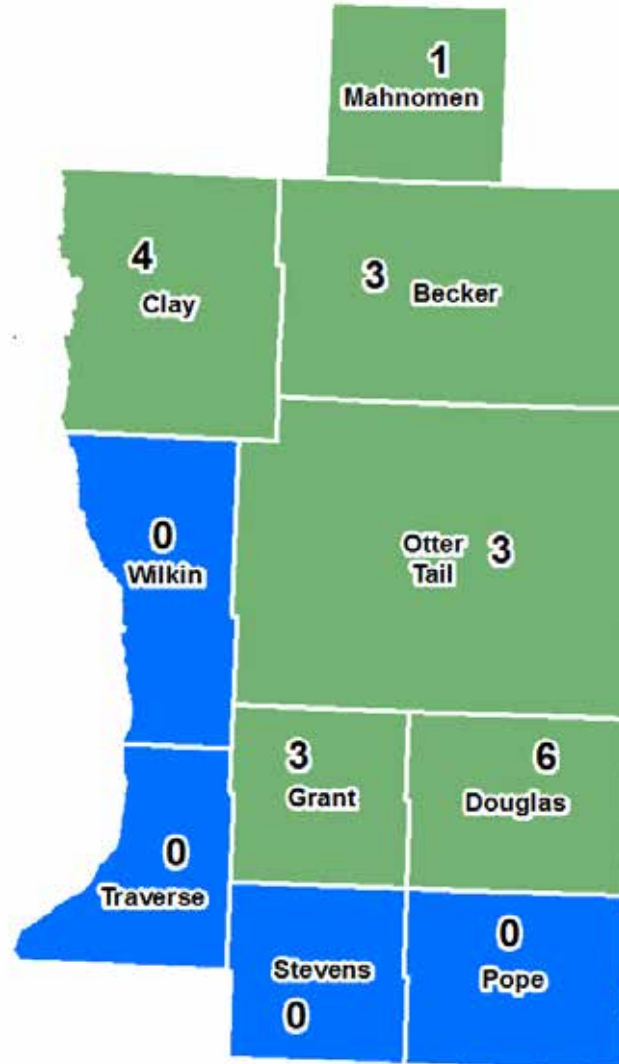 1
Mahnomen
4
Clay
3 Becker
0
Wilkin
Otter 3
Tail
3
Grant
6
Douglas
0
Traverse
Stevens
0
0
Pope